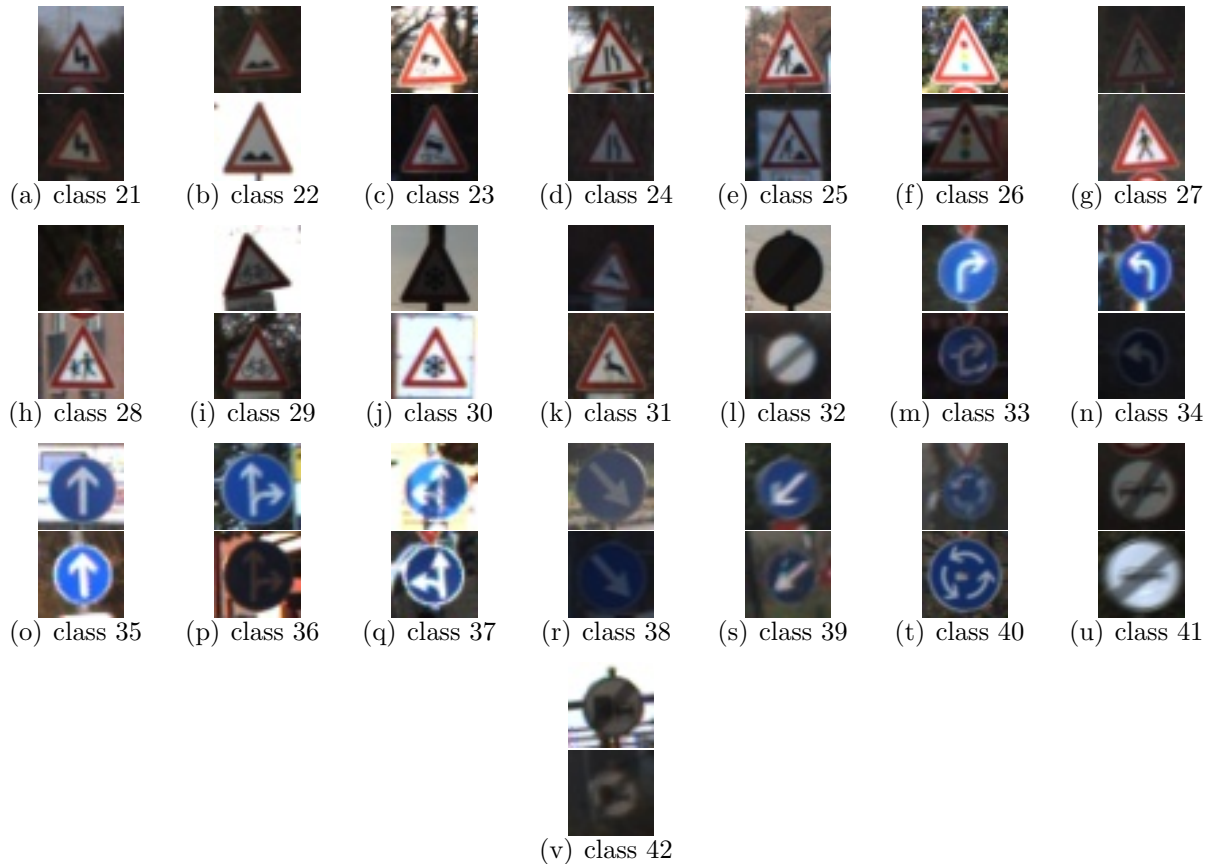 (a) class 21 (b) class 22 (c) class 23 (d) class 24 (e) class 25 (f) class 26 (g) class 27
(h) class 28 (i) class 29 (j) class 30 (k) class 31 (l) class 32 (m) class 33 (n) class 34
(o) class 35 (p) class 36 (q) class 37 (r) class 38 (s) class 39 (t) class 40 (u) class 41
(v) class 42